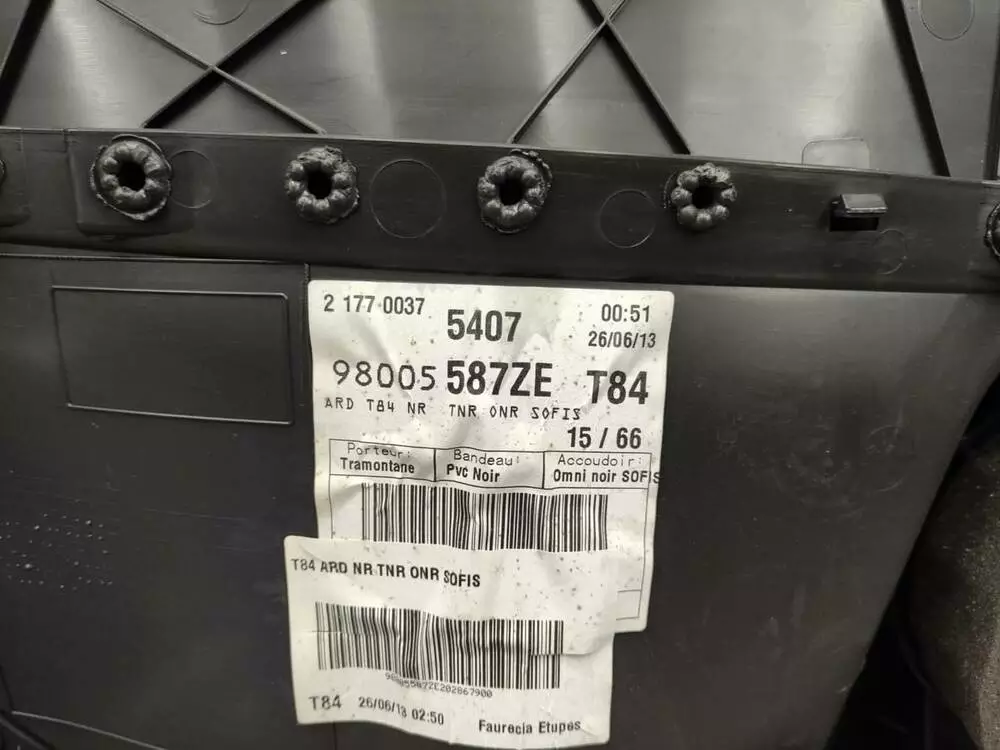 2 177 0037
5407
00:51
26/06/13
98005 587ZE T84
ARD T84 NR TNR ONR SOFIS
15 / 66
Porteur: Bandeau: Accoudoir:
Tramontane Pvc Noir Omni noir SOFIS
T84 ARD NR TNR ONR SOFIS
T84 26/06/13 02:50 Faurecia Etupes